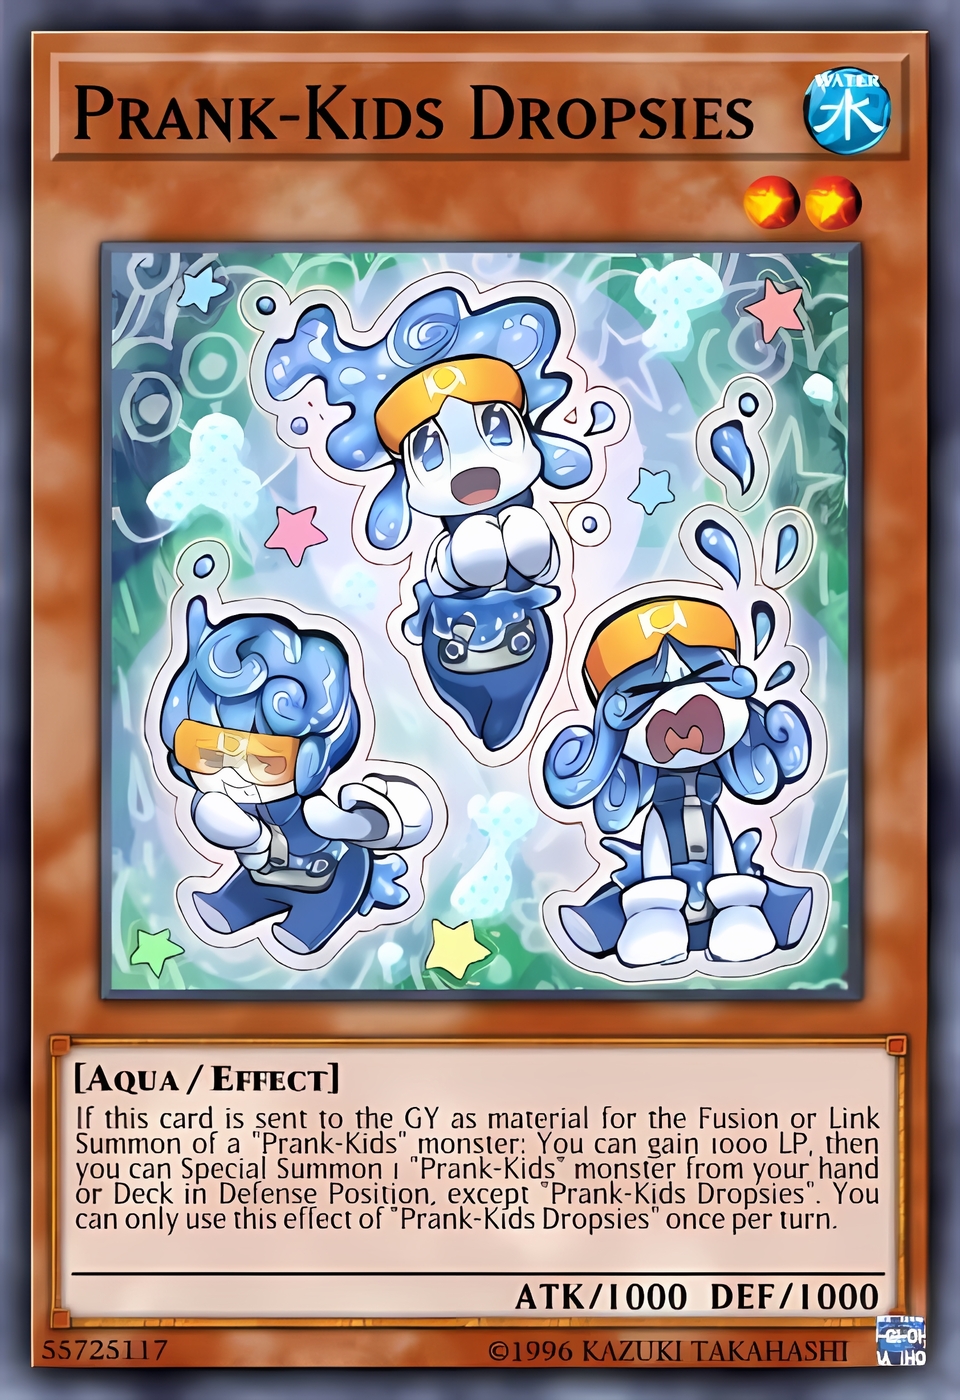 PRANK-KIDS DROPSIES
WATER
水
[AQUA / EFFECT]
If this card is sent to the GY as material for the Fusion or Link
Summon of a "Prank-Kids" monster: You can gain 1000 LP, then
you can Special Summon 1 "Prank-Kids" monster from your hand
or Deck in Defense Position, except "Prank-Kids Dropsies". You
can only use this effect of "Prank-Kids Dropsies" once per turn.
ATK/1000 DEF/1000
55725117
©1996 KAZUKI TAKAHASHI